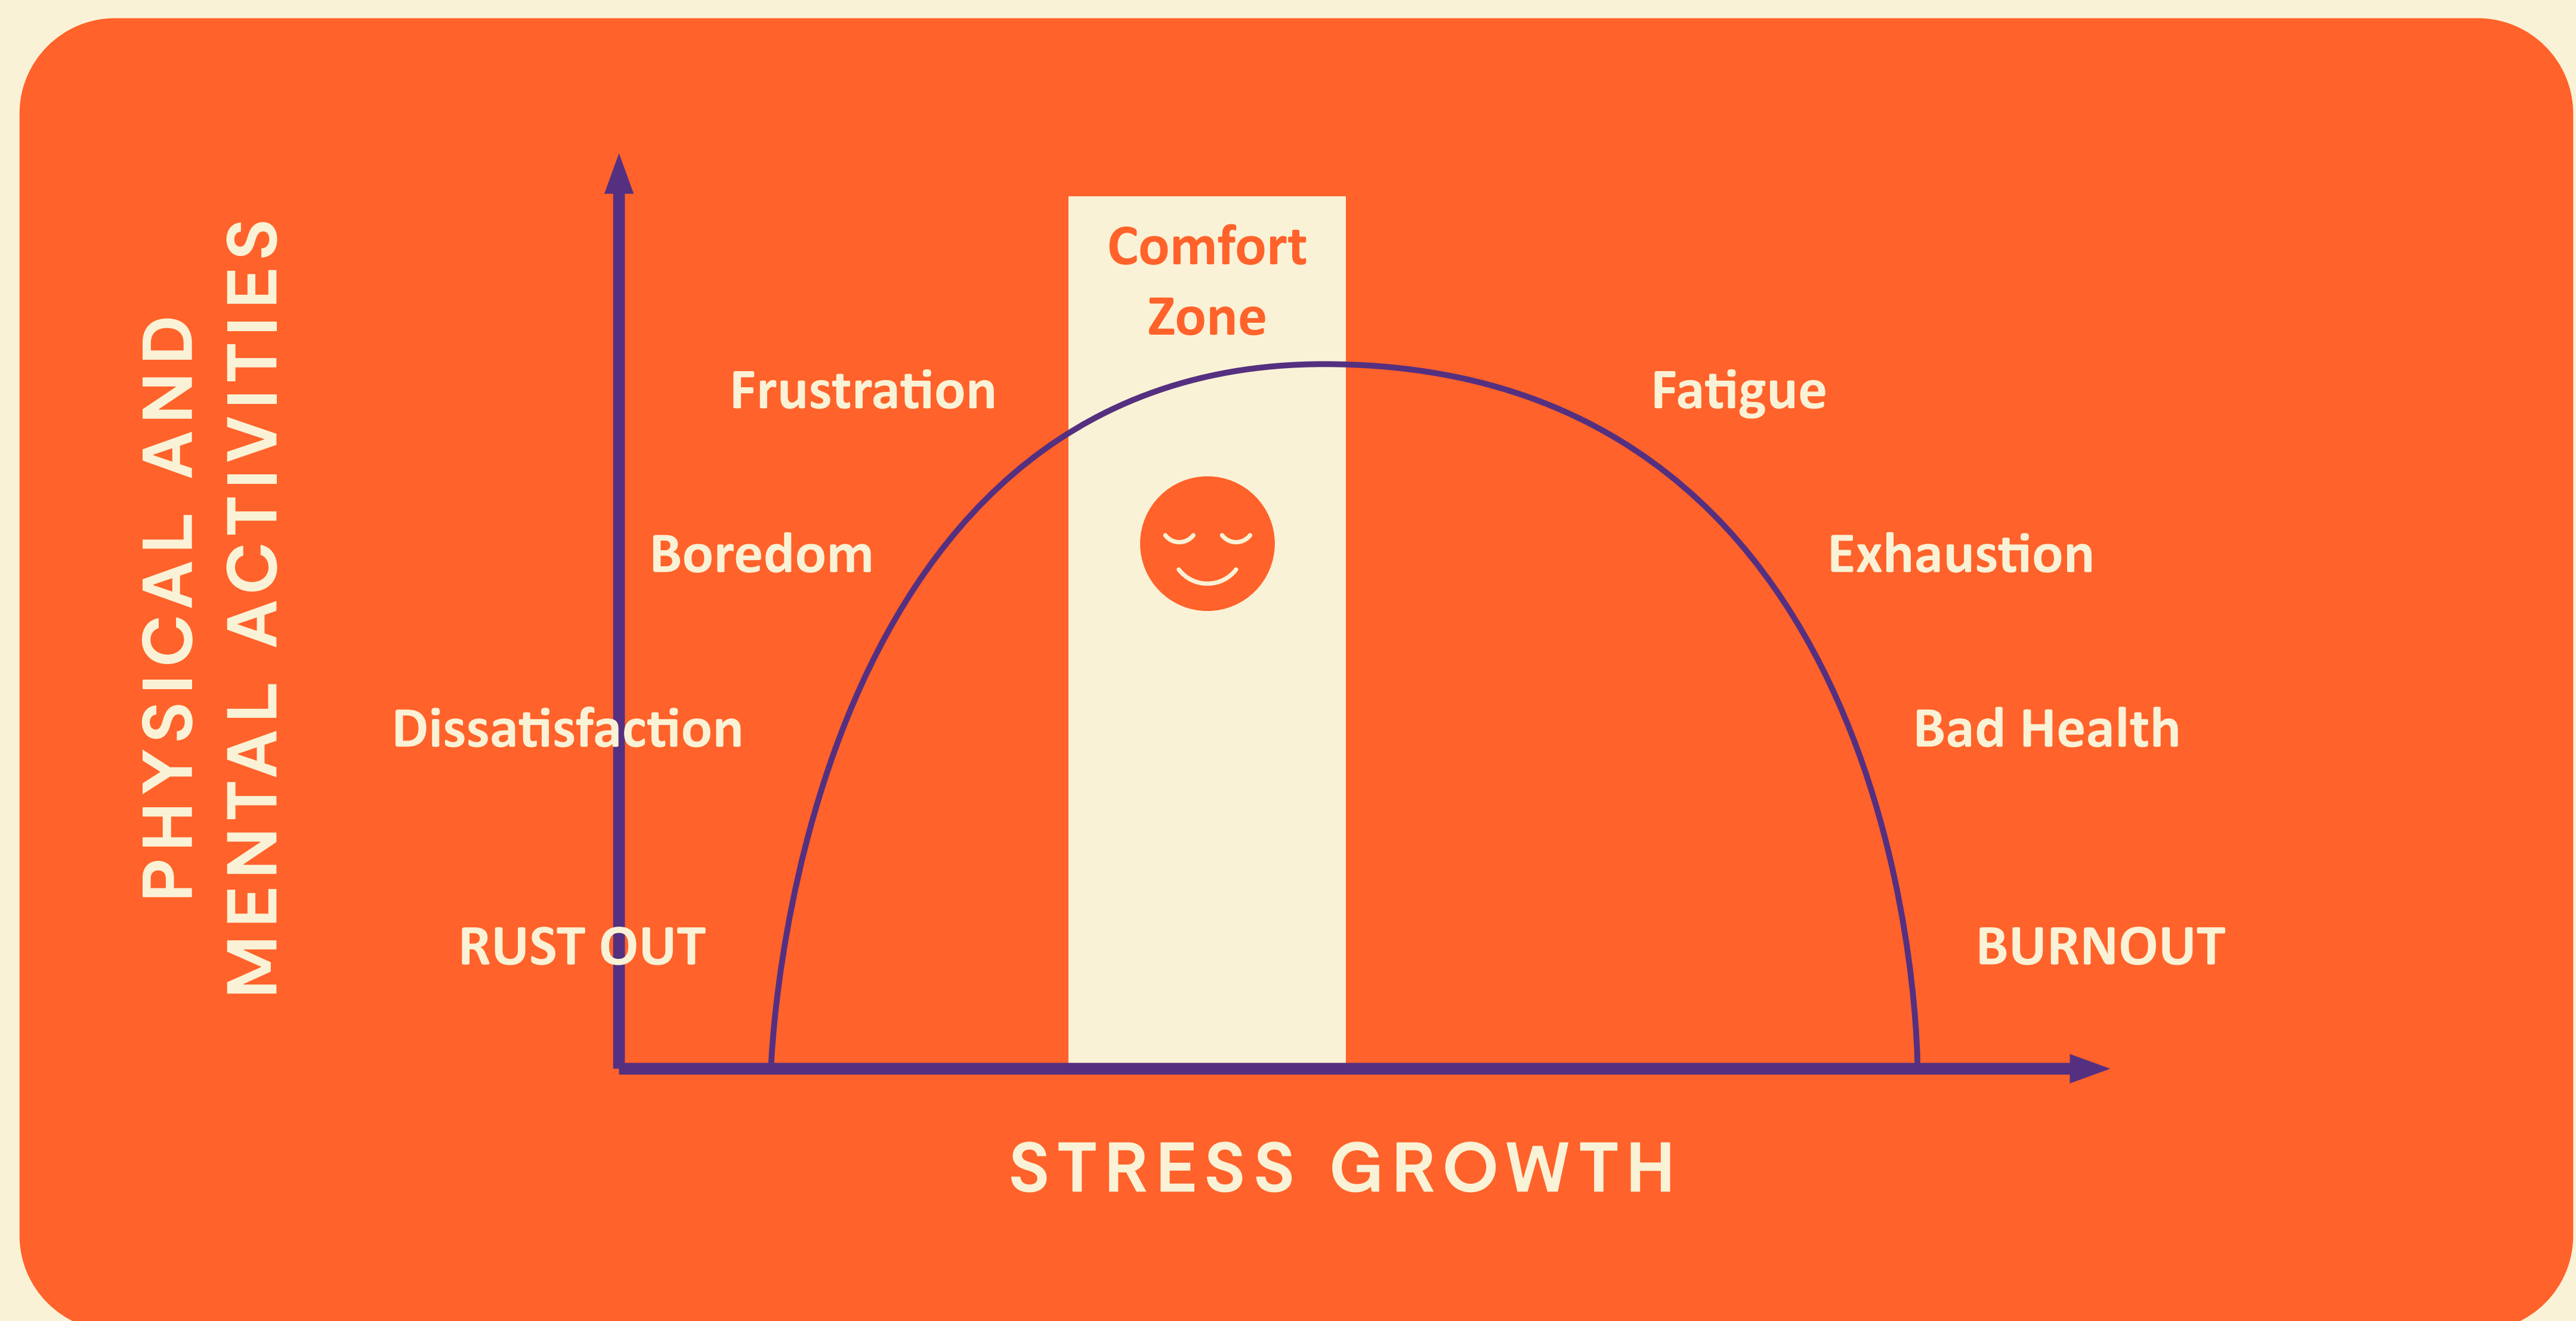 PHYSICAL AND
MENTAL ACTIVITIES
Comfort
Zone
Frustration
Fatigue
Boredom
Exhaustion
Dissatisfaction
Bad Health
RUST OUT
BURNOUT
STRESS GROWTH